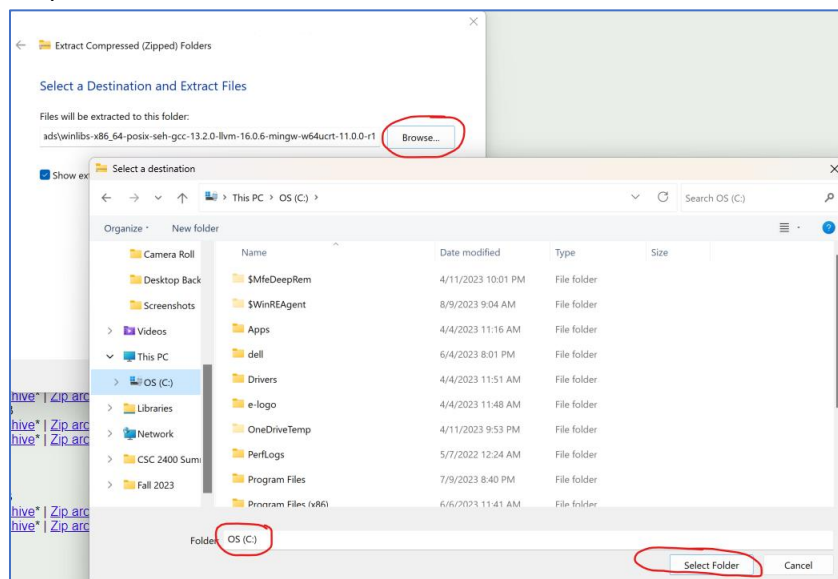 Extract Compressed (Zipped) Folders
Select a Destination and Extract Files
Files will be extracted to this folder:
ads\winlibs-x86_64-posix-seh-gcc-13.2.0-llvm-16.0.6-mingw-w64ucrt-11.0.0-r1 Browse...
Show ex
Select a destination
This PC > OS (C:) > Search OS (C:)
Organize New folder
Name Date modified Type Size
Camera Roll
Desktop Back
Screenshots
Videos
This PC
OS (C:)
Libraries
Network
CSC 2400 Sum
Fall 2023
$MfeDeepRem 4/11/2023 10:01 PM File folder
$WinREAgent 8/9/2023 9:04 AM File folder
Apps 4/4/2023 11:16 AM File folder
dell 6/4/2023 8:01 PM File folder
Drivers 4/4/2023 11:51 AM File folder
e-logo 4/4/2023 11:48 AM File folder
OneDriveTemp 4/11/2023 9:53 PM File folder
PerfLogs 5/7/2022 12:24 AM File folder
Program Files 7/9/2023 8:40 PM File folder
Program Files (x86) 6/6/2023 11:41 AM File folder
hive* | Zip arc
hive* | Zip arc
hive* | Zip arc
hive* | Zip arc
hive* | Zip arc
Folder: OS (C:)
Select Folder Cancel